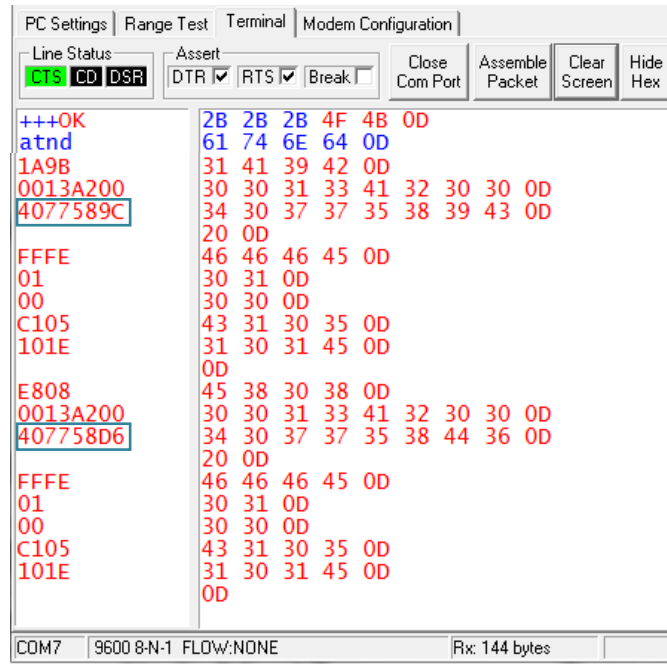 PC Settings Range Test Terminal Modem Configuration
Line Status Assert
CTS CD DSR DTR RTS Break Close Com Port Assemble Packet Clear Screen Hide Hex
+++OK 2B 2B 2B 4F 4B 0D
atnd 61 74 6E 64 0D
1A9B 31 41 39 42 0D
0013A200 30 30 31 33 41 32 30 30 0D
4077589C 34 30 37 37 35 38 39 43 0D
20 0D
FFFE 46 46 46 45 0D
01 30 31 0D
00 30 30 0D
C105 43 31 30 35 0D
101E 31 30 31 45 0D
0D
E808 45 38 30 38 0D
0013A200 30 30 31 33 41 32 30 30 0D
407758D6 34 30 37 37 35 38 44 36 0D
20 0D
FFFE 46 46 46 45 0D
01 30 31 0D
00 30 30 0D
C105 43 31 30 35 0D
101E 31 30 31 45 0D
0D
COM7 9600 8-N-1 FLOW:NONE Rx: 144 bytes